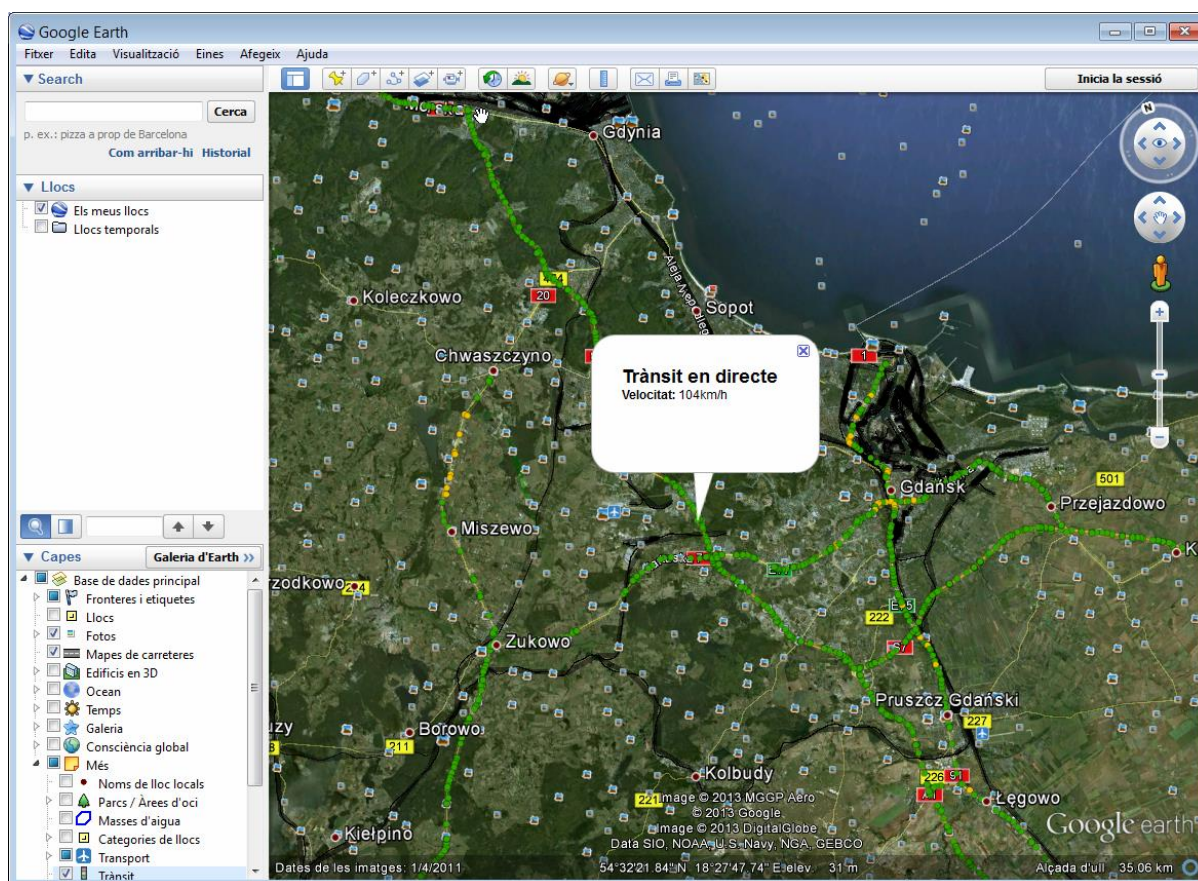 Google Earth
Fitxer Edita Visualització Eines Afegeix Ajuda
Search
Inicia la sessió
Cerca
p. ex.: pizza a prop de Barcelona
Com arribar-hi Historial
Llocs
Els meus llocs
Llocs temporals
Capes
Galeria d'Earth >>
Base de dades principal
Fronteres i etiquetes
Llocs
Fotos
Mapes de carreteres
Edificis en 3D
Ocean
Temps
Galeria
Consciència global
Més
Noms de lloc locals
Parcs / Àrees d'oci
Masses d'aigua
Categories de llocs
Transport
Trànsit
N
Gdynia
Koleczkowo
20
Sopot
Chwaszczyno
1
Trànsit en directe
Velocitat: 104km/h
Gdańsk
501
Przejazdowo
Miszewo
222
S7
Żukowo
Pruszcz Gdański
227
Borowo
211
Kolbudy
226
221
Łęgowo
Kiełpino
Image © 2013 MGGP Aero
© 2013 Google
Image © 2013 DigitalGlobe
Data SIO, NOAA, U.S. Navy, NGA, GEBCO
Google earth
Dates de les imatges: 1/4/2011
54°32'21.84" N 18°27'47.74" E elev. 31 m
Alçada d'ull 35.06 km